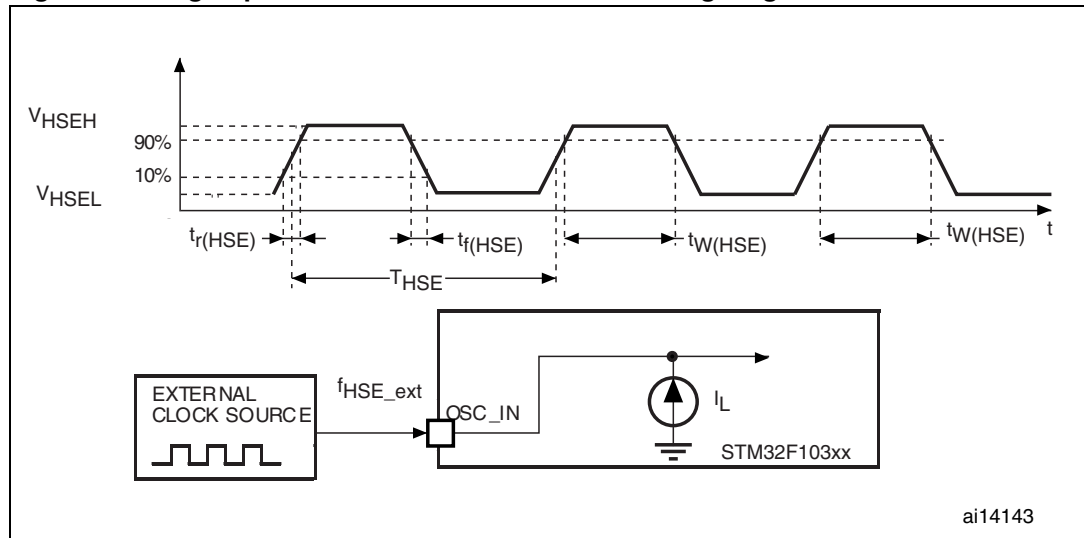 VHSEH
90%
10%
VHSEL
tr(HSE)
tf(HSE)
tW(HSE)
tW(HSE)
t
THSE
fHSE_ext
EXTERNAL
CLOCK SOURCE
OSC_IN
IL
STM32F103xx
ai14143